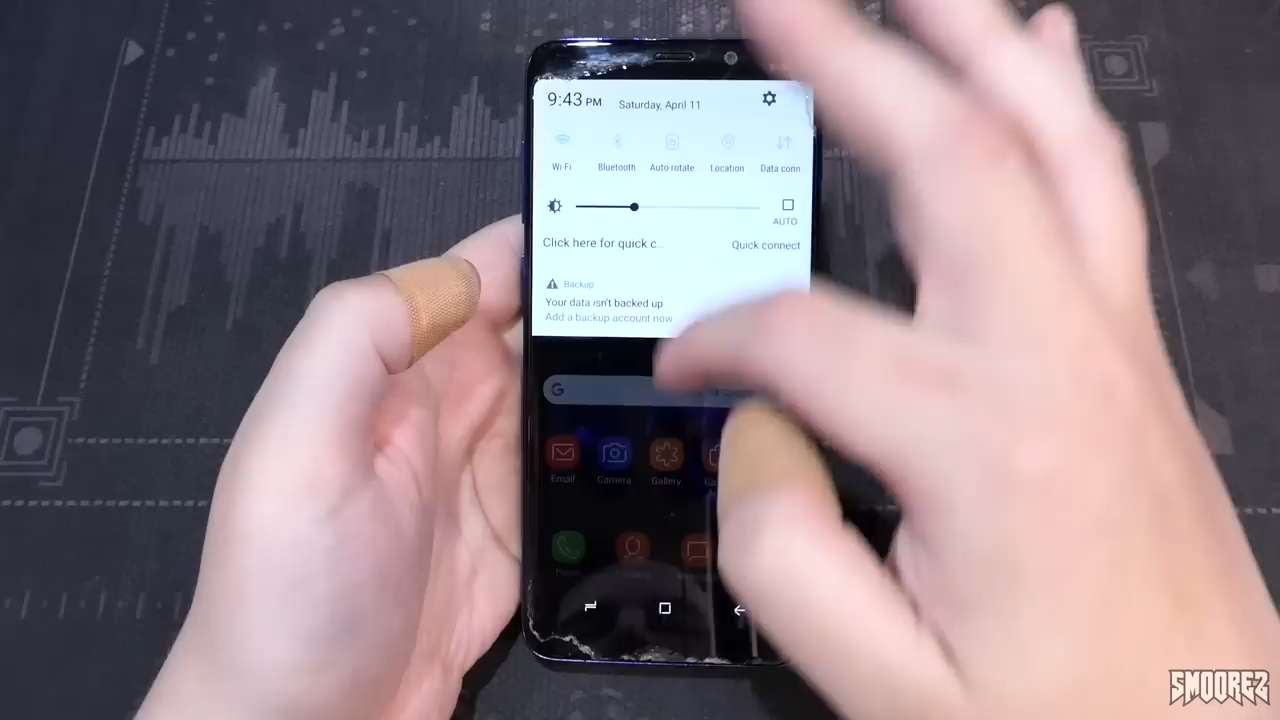 9:43 PM Saturday, April 11
Wi-Fi Bluetooth Auto-rotate Location Data conn
AUTO
Click here for quick c... Quick connect
Backup
Your data isn't backed up
Add a backup account now
G
Email Camera Gallery Ga
SMOOREZ